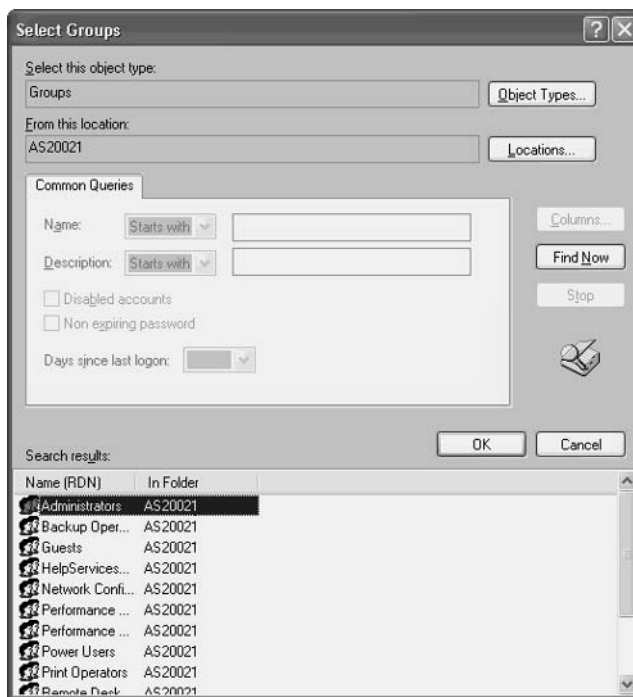 Select Groups
Select this object type:
Groups
Object Types...
From this location:
AS20021
Locations...
Common Queries
Name:
Starts with
Description:
Starts with
Disabled accounts
Non expiring password
Days since last logon:
Columns...
Find Now
Stop
OK
Cancel
Search results:
Name (RDN) In Folder
Administrators AS20021
Backup Oper... AS20021
Guests AS20021
HelpServices... AS20021
Network Confi... AS20021
Performance ... AS20021
Performance ... AS20021
Power Users AS20021
Print Operators AS20021
Remote Desk AS20021